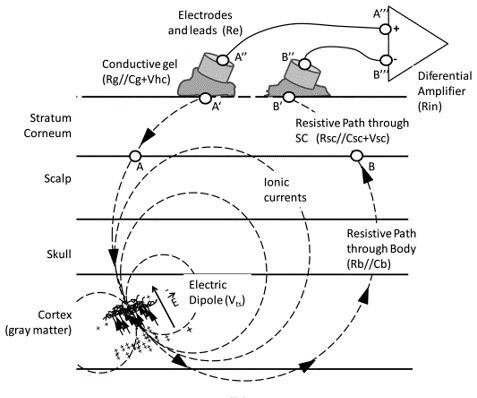 Electrodes
and leads (Re)
A'''
+
A''
B''
-
B'''
Conductive gel
(Rg//Cg+Vhc)
Diferential
Amplifier
(Rin)
A'
B'
Stratum
Corneum
Resistive Path through
SC (Rsc//Csc+Vsc)
A
B
Scalp
Ionic
currents
Skull
Resistive Path
through Body
(Rb//Cb)
Electric
Dipole (Vts)
E
Cortex
(gray matter)